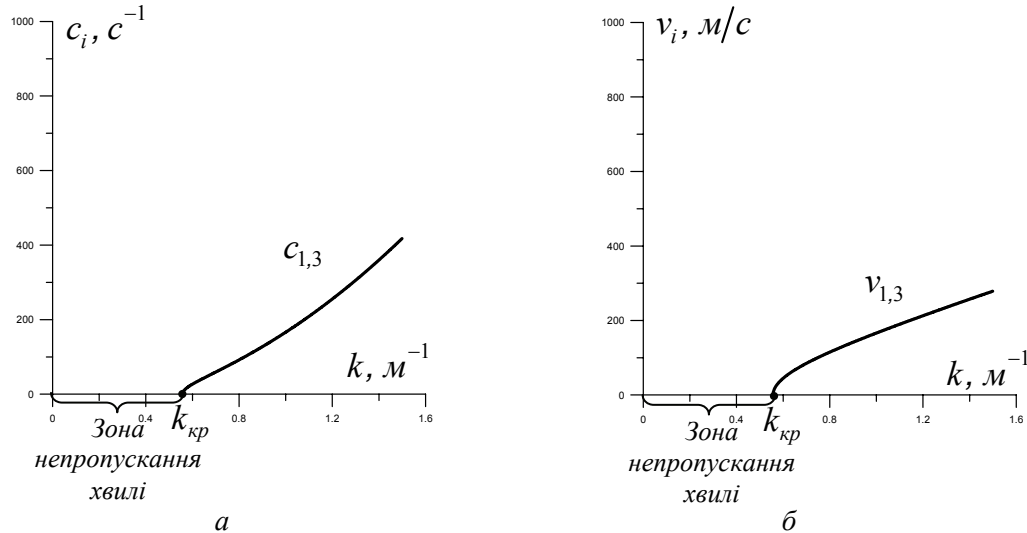 c_i, c⁻¹
1000
800
600
400
200
0
c₁,₃
k, м⁻¹
0
0.4
0.8
1.2
1.6
k_кр
Зона
непропускання
хвилі
а
v_i, м/с
1000
800
600
400
200
0
v₁,₃
k, м⁻¹
0
0.4
0.8
1.2
1.6
k_кр
Зона
непропускання
хвилі
б